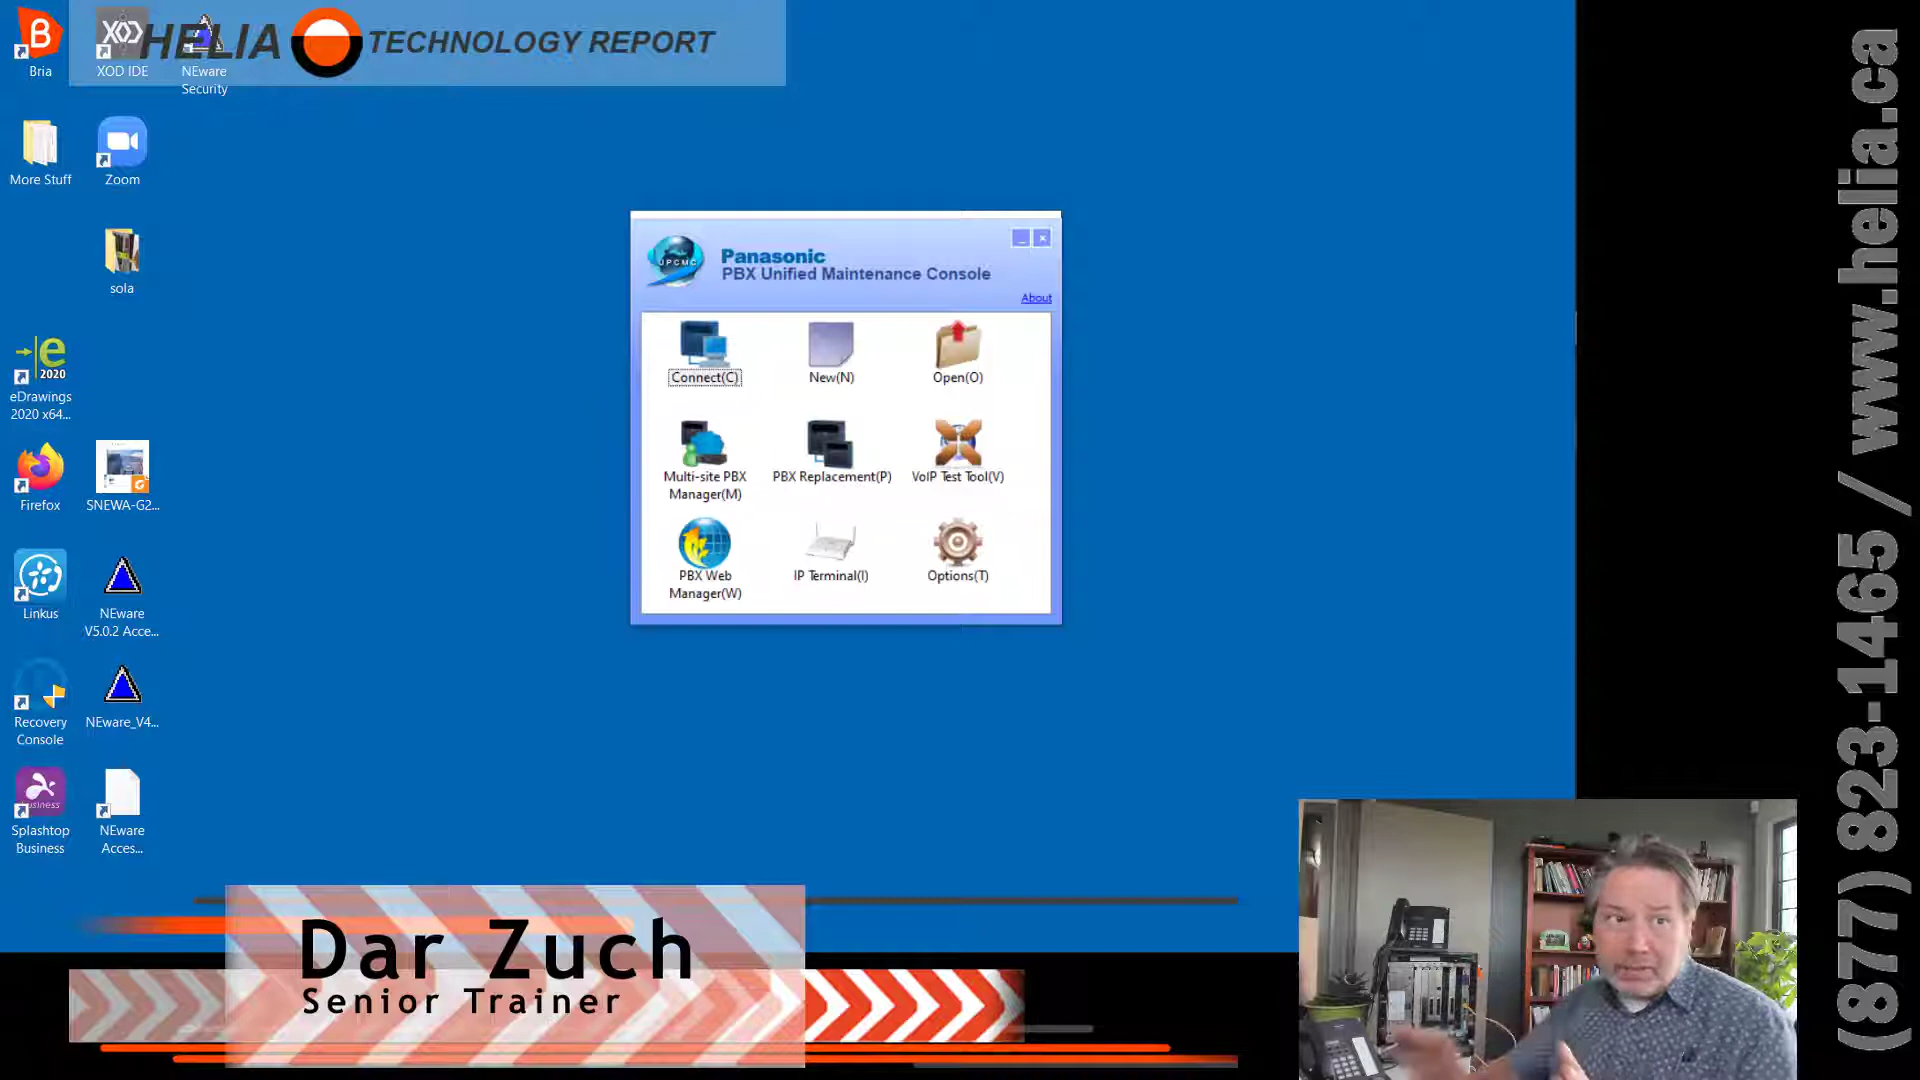 HELIA TECHNOLOGY REPORT
Bria
XOD IDE
NEware
Security
More Stuff
Zoom
sola
e
2020
eDrawings
2020 x64...
Firefox
SNEWA-G2...
Linkus
NEware
V5.0.2 Acce...
Recovery
Console
NEware_V4...
business
Splashtop
Business
NEware
Acces...
UPCMC
Panasonic
PBX Unified Maintenance Console
About
Connect(C)
New(N)
Open(O)
Multi-site PBX
Manager(M)
PBX Replacement(P)
VoIP Test Tool(V)
PBX Web
Manager(W)
IP Terminal(I)
Options(T)
Dar Zuch
Senior Trainer
(877) 823-1465 / www.helia.ca